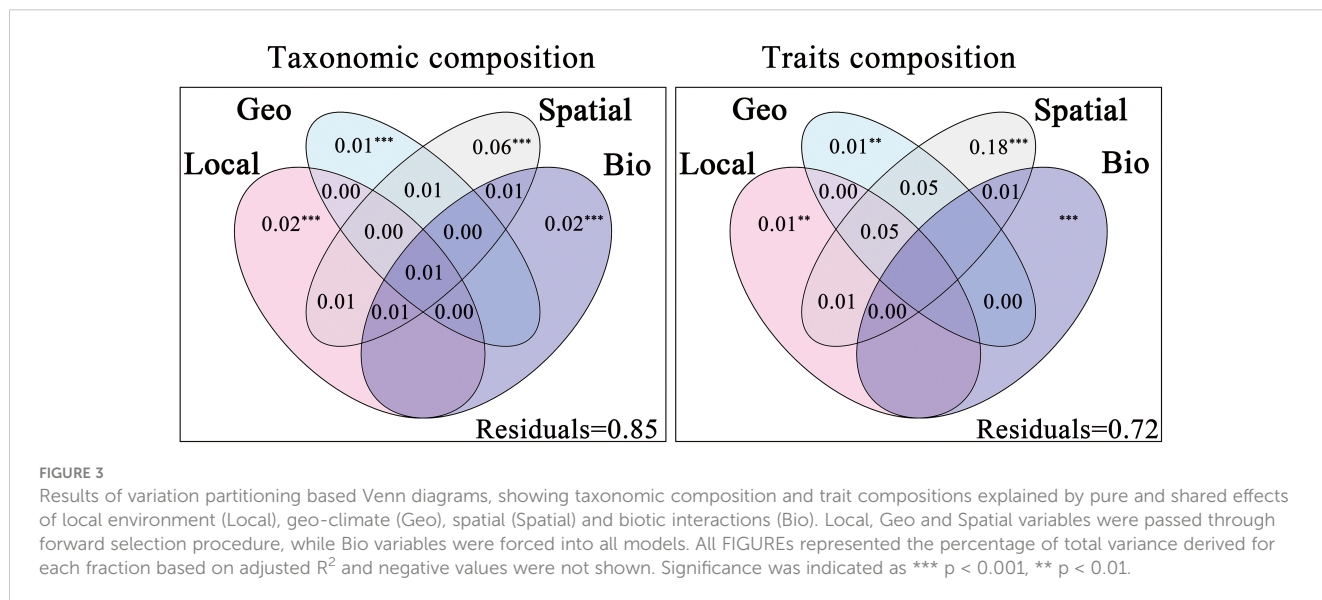 Taxonomic composition
Geo
Spatial
Local
Bio
0.01***
0.06***
0.00
0.01
0.01
0.02***
0.00
0.00
0.02***
0.01
0.01
0.01
0.00
Residuals=0.85
Traits composition
Geo
Spatial
Local
Bio
0.01**
0.18***
0.00
0.05
0.01
0.01**
0.05
***
0.01
0.00
0.00
Residuals=0.72
FIGURE 3
Results of variation partitioning based Venn diagrams, showing taxonomic composition and trait compositions explained by pure and shared effects
of local environment (Local), geo-climate (Geo), spatial (Spatial) and biotic interactions (Bio). Local, Geo and Spatial variables were passed through
forward selection procedure, while Bio variables were forced into all models. All FIGUREs represented the percentage of total variance derived for
each fraction based on adjusted R² and negative values were not shown. Significance was indicated as *** p < 0.001, ** p < 0.01.